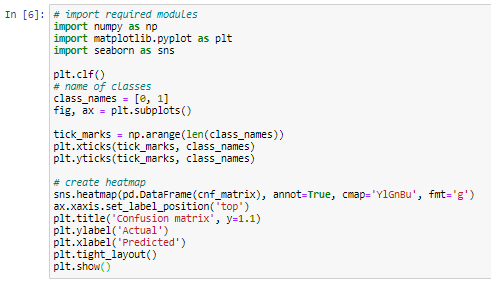 In [6]: # import required modules
import numpy as np
import matplotlib.pyplot as plt
import seaborn as sns
plt.clf()
# name of classes
class_names = [0, 1]
fig, ax = plt.subplots()
tick_marks = np.arange(len(class_names))
plt.xticks(tick_marks, class_names)
plt.yticks(tick_marks, class_names)
# create heatmap
sns.heatmap(pd.DataFrame(cnf_matrix), annot=True, cmap='YlGnBu', fmt='g')
ax.xaxis.set_label_position('top')
plt.title('Confusion matrix', y=1.1)
plt.ylabel('Actual')
plt.xlabel('Predicted')
plt.tight_layout()
plt.show()